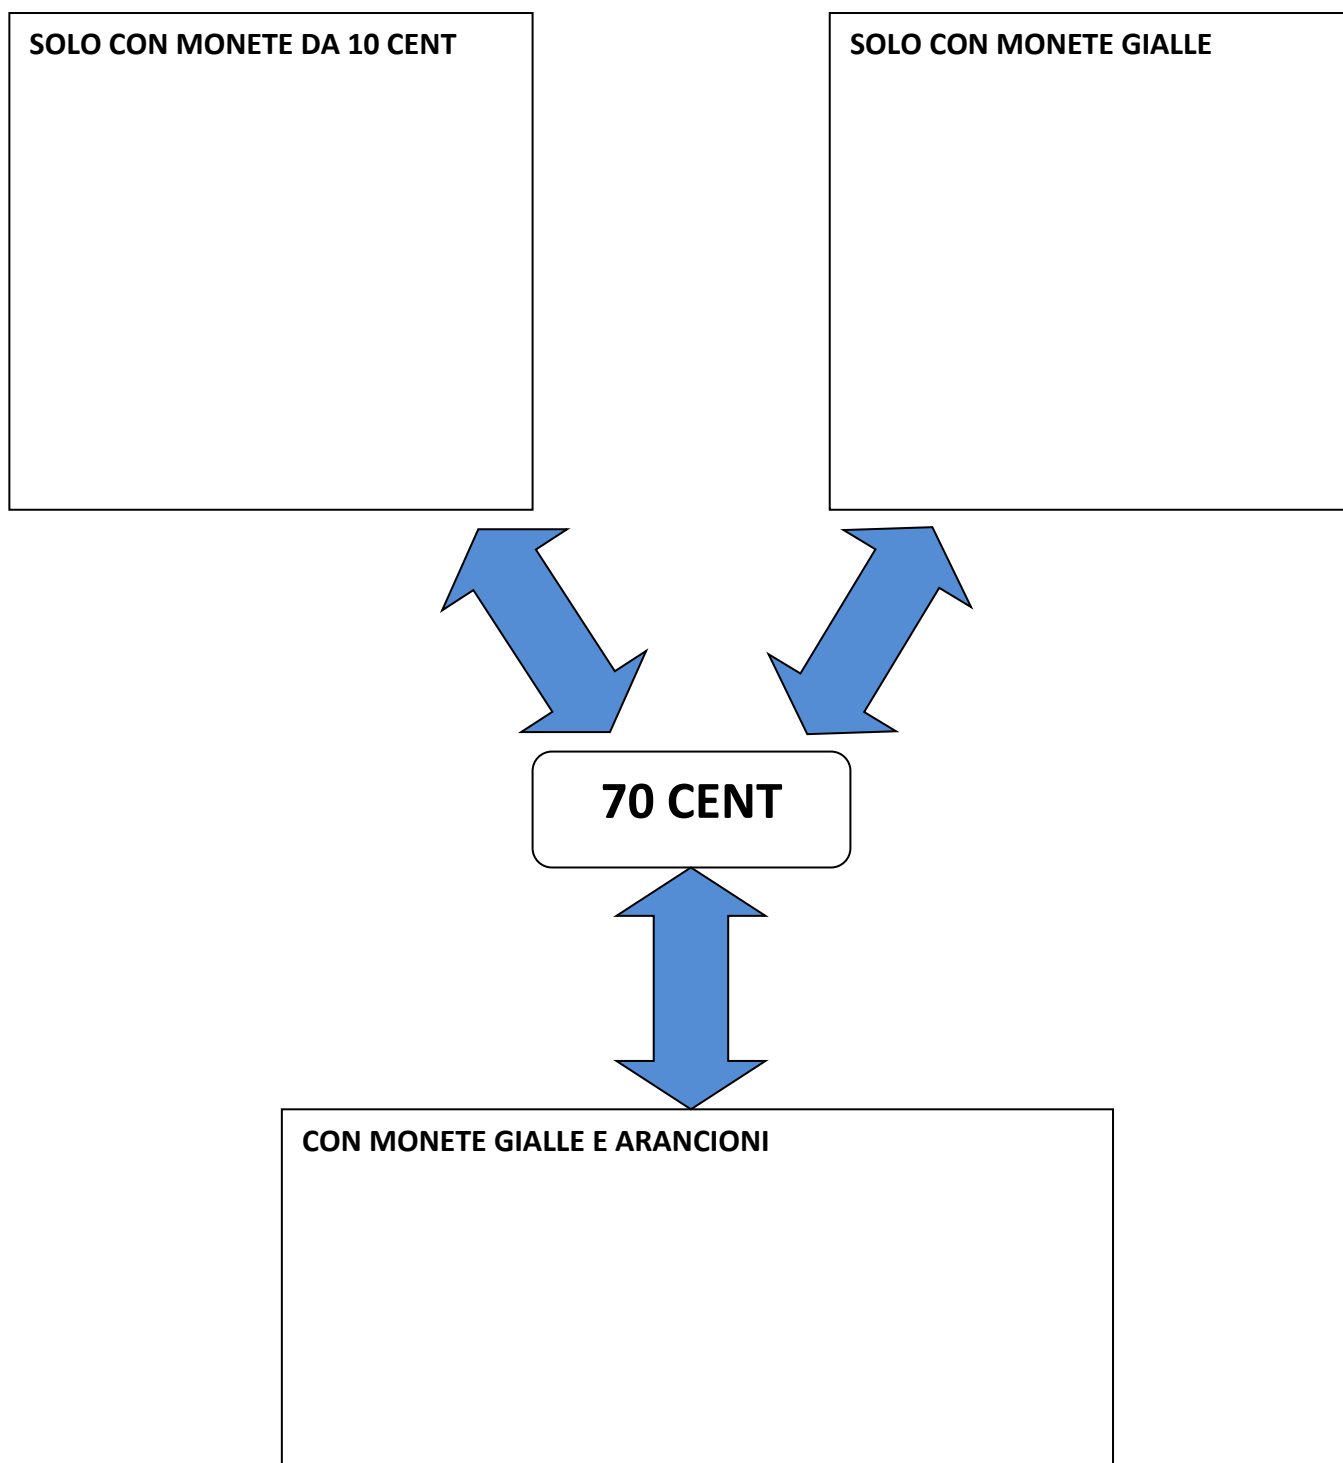 SOLO CON MONETE DA 10 CENT
SOLO CON MONETE GIALLE
70 CENT
CON MONETE GIALLE E ARANCIONI